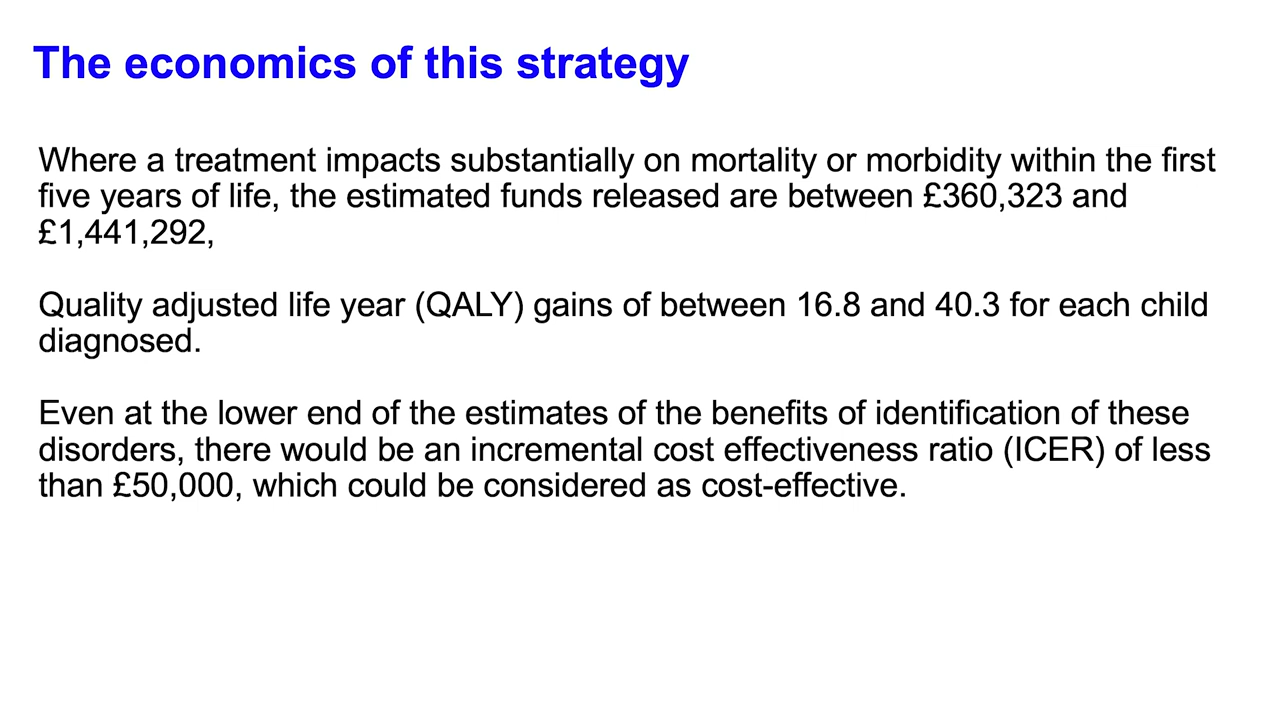 The economics of this strategy
Where a treatment impacts substantially on mortality or morbidity within the first
five years of life, the estimated funds released are between £360,323 and
£1,441,292,
Quality adjusted life year (QALY) gains of between 16.8 and 40.3 for each child
diagnosed.
Even at the lower end of the estimates of the benefits of identification of these
disorders, there would be an incremental cost effectiveness ratio (ICER) of less
than £50,000, which could be considered as cost-effective.